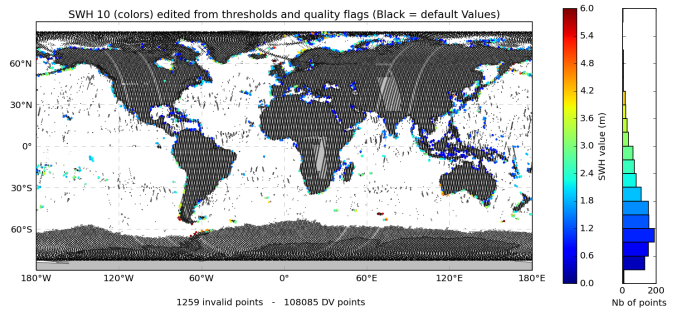 SWH 10 (colors) edited from thresholds and quality flags (Black = default Values)
60°N
30°N
0°
30°S
60°S
180°W 120°W 60°W 0° 60°E 120°E 180°E
1259 invalid points - 108085 DV points
6.0
5.4
4.8
4.2
3.6
3.0
2.4
1.8
1.2
0.6
0.0
SWH value (m)
0 200
Nb of points